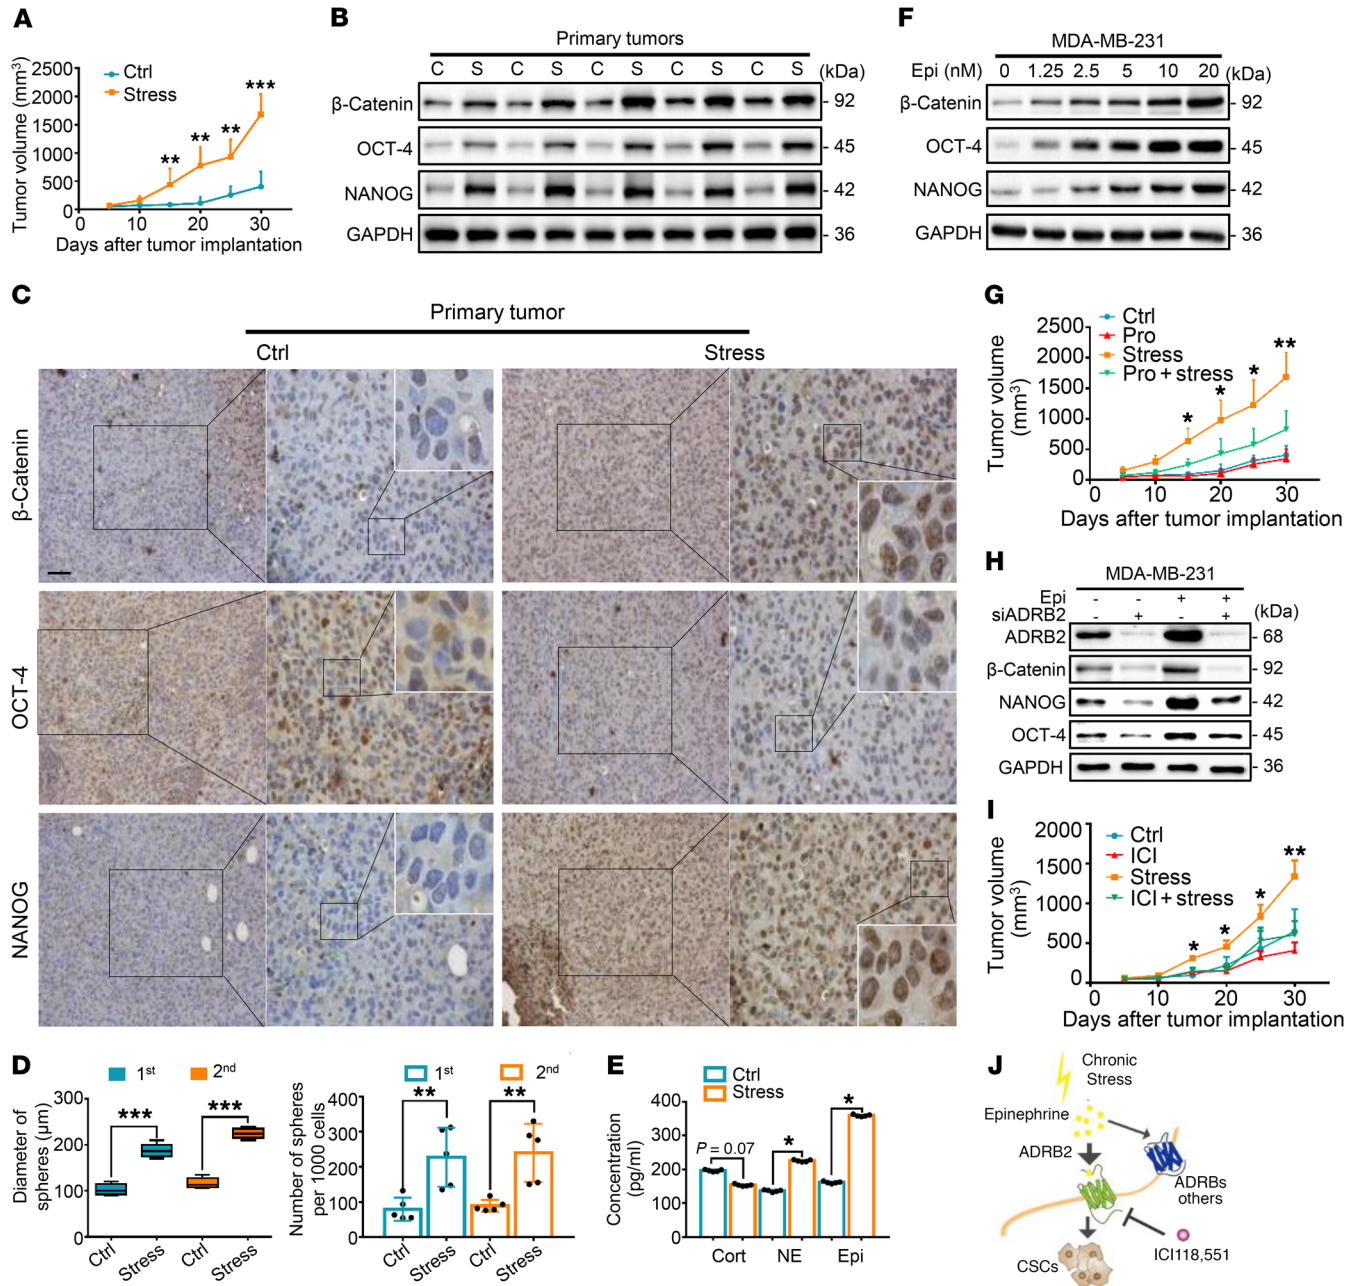 A
Ctrl
Stress
Tumor volume (mm³)
2500
2000
1500
1000
500
0
** ** ** ***
0 10 20 30
Days after tumor implantation
B
Primary tumors
C S C S C S C S C S (kDa)
β-Catenin - 92
OCT-4 - 45
NANOG - 42
GAPDH - 36
F
MDA-MB-231
Epi (nM) 0 1.25 2.5 5 10 20 (kDa)
β-Catenin - 92
OCT-4 - 45
NANOG - 42
GAPDH - 36
C
Primary tumor
Ctrl Stress
β-Catenin
OCT-4
NANOG
G
Ctrl
Pro
Stress
Pro + stress
Tumor volume
(mm³)
2500
2000
1500
1000
500
0
* * * **
0 10 20 30
Days after tumor implantation
H
MDA-MB-231
Epi - - + +
siADRB2 - + - + (kDa)
ADRB2 - 68
β-Catenin - 92
NANOG - 42
OCT-4 - 45
GAPDH - 36
I
Ctrl
ICI
Stress
ICI + stress
Tumor volume
(mm³)
2000
1500
1000
500
0
* * * **
0 10 20 30
Days after tumor implantation
D
1st 2nd
Diameter of
spheres (μm)
300
200
100
0
*** ***
Ctrl Stress Ctrl Stress
1st 2nd
Number of spheres
per 1000 cells
400
300
200
100
0
** **
Ctrl Stress Ctrl Stress
E
Ctrl
Stress
Concentration
(pg/ml)
400
300
200
100
0
P = 0.07 * *
Cort NE Epi
J
Chronic
Stress
Epinephrine
ADRB2
ADRBs
others
ICI118,551
CSCs